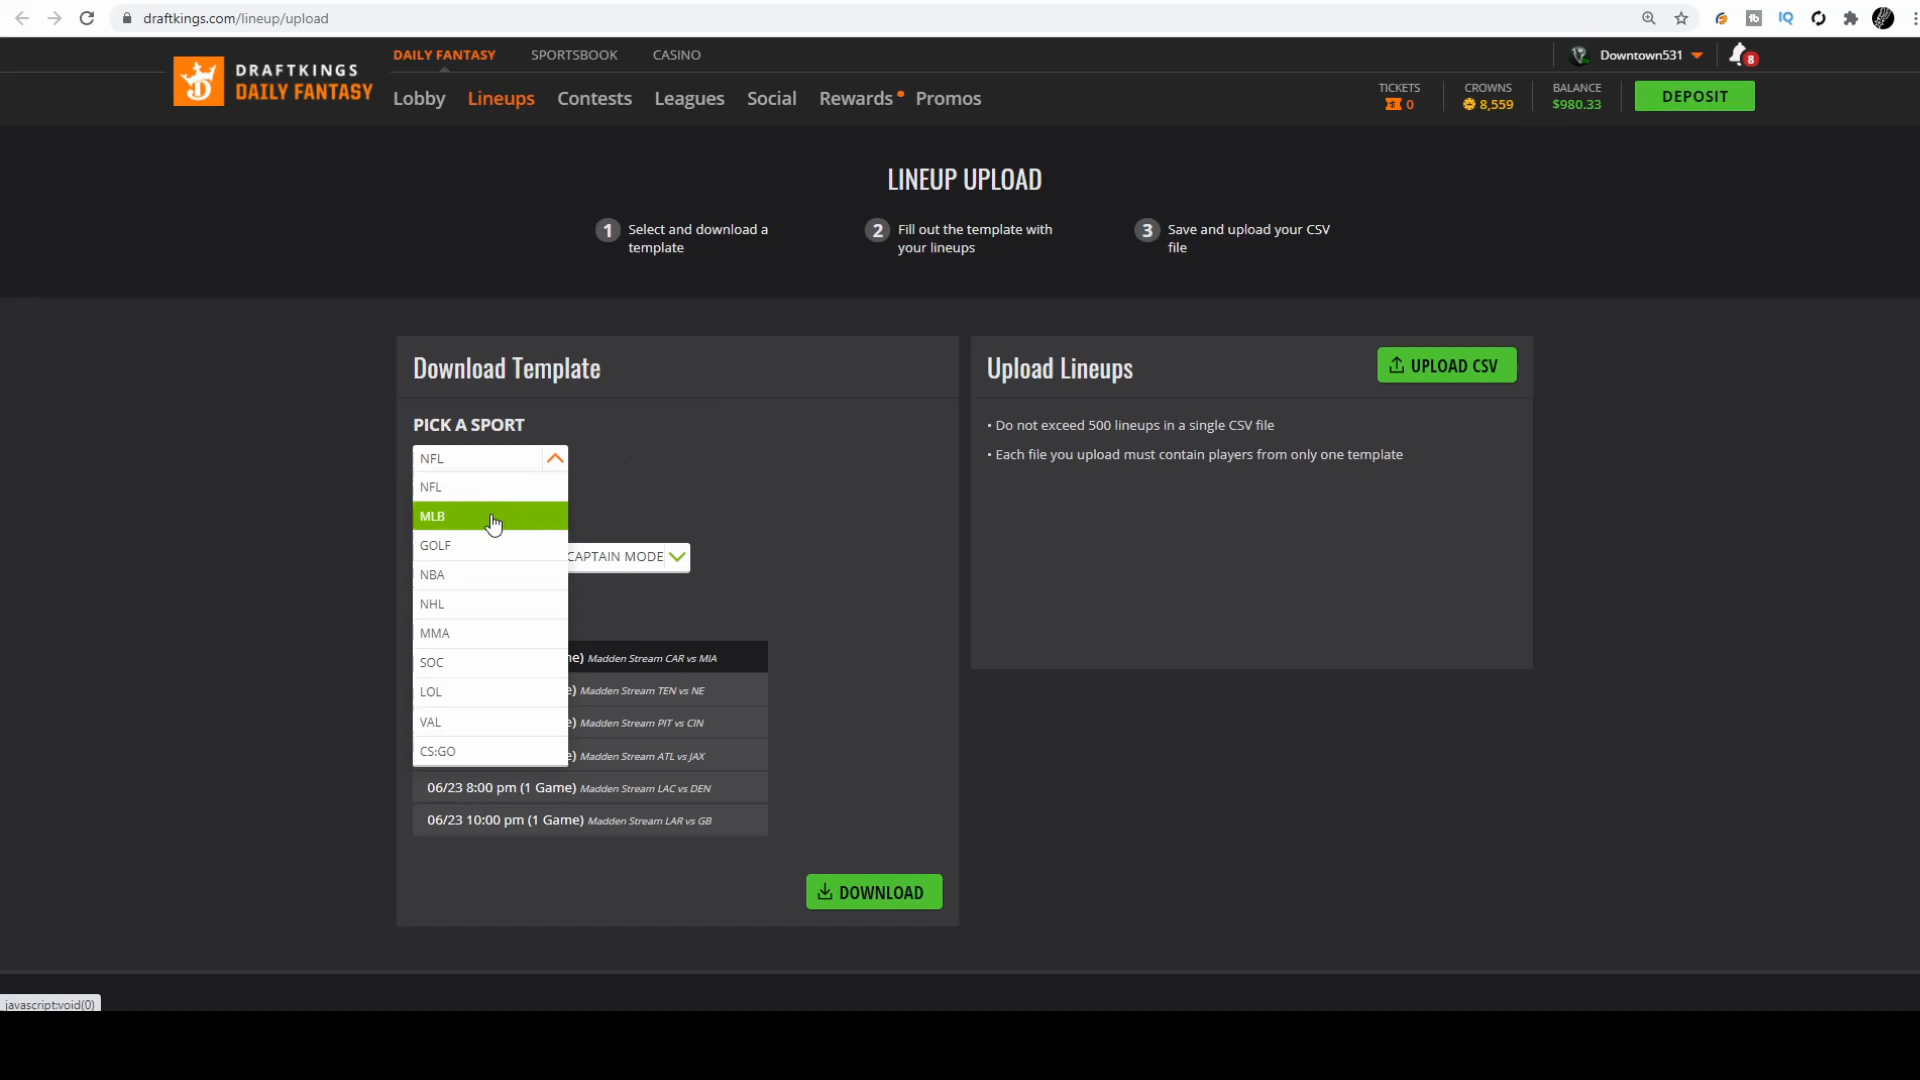 draftkings.com/lineup/upload
DAILY FANTASY
SPORTSBOOK
CASINO
Downtown531
8
DRAFTKINGS
DAILY FANTASY
Lobby
Lineups
Contests
Leagues
Social
Rewards
Promos
TICKETS
0
CROWNS
8,559
BALANCE
$980.33
DEPOSIT
LINEUP UPLOAD
1 Select and download a
template
2 Fill out the template with
your lineups
3 Save and upload your CSV
file
Download Template
PICK A SPORT
NFL
NFL
MLB
GOLF
NBA
NHL
MMA
SOC
LOL
VAL
CS:GO
CAPTAIN MODE
me) Madden Stream CAR vs MIA
e) Madden Stream TEN vs NE
e) Madden Stream PIT vs CIN
e) Madden Stream ATL vs JAX
06/23 8:00 pm (1 Game) Madden Stream LAC vs DEN
06/23 10:00 pm (1 Game) Madden Stream LAR vs GB
DOWNLOAD
Upload Lineups
UPLOAD CSV
• Do not exceed 500 lineups in a single CSV file
• Each file you upload must contain players from only one template
javascript:void(0)